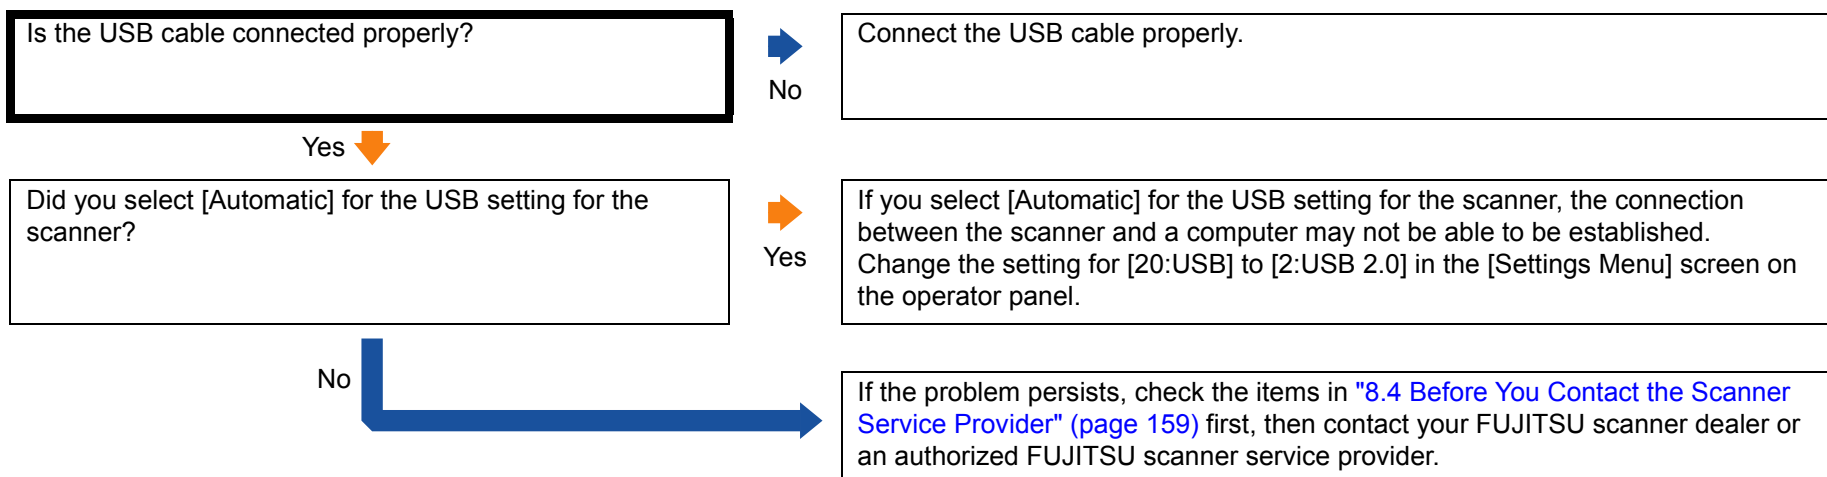 Is the USB cable connected properly?
No
Connect the USB cable properly.
Yes
Did you select [Automatic] for the USB setting for the
scanner?
Yes
If you select [Automatic] for the USB setting for the scanner, the connection
between the scanner and a computer may not be able to be established.
Change the setting for [20:USB] to [2:USB 2.0] in the [Settings Menu] screen on
the operator panel.
No
If the problem persists, check the items in "8.4 Before You Contact the Scanner
Service Provider" (page 159) first, then contact your FUJITSU scanner dealer or
an authorized FUJITSU scanner service provider.